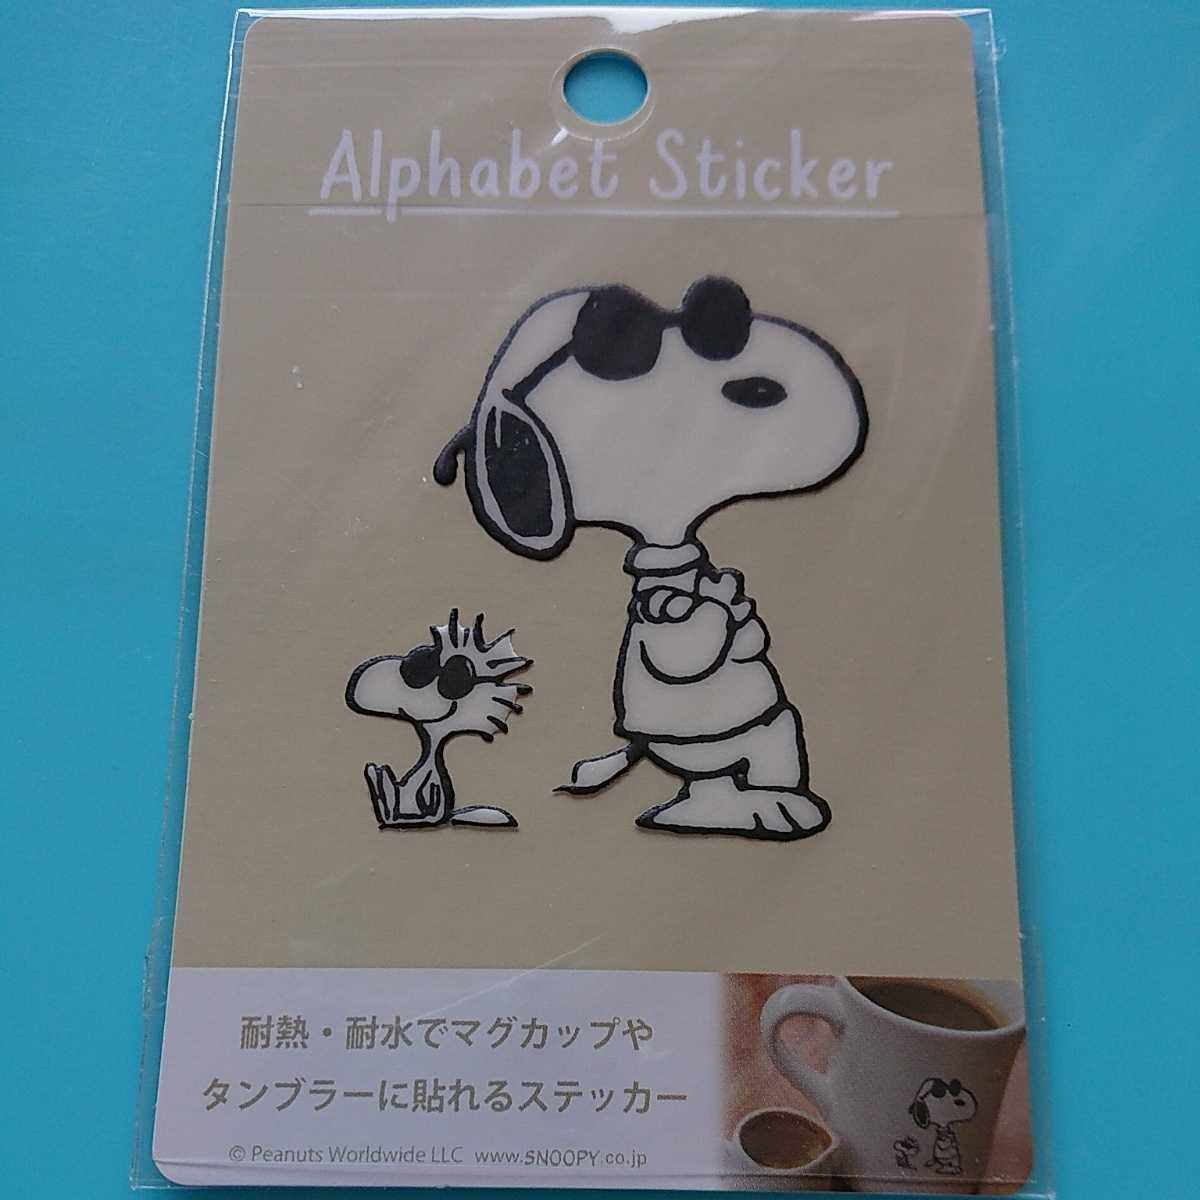 Alphabet Sticker
耐熱・耐水でマグカップや
タンブラーに貼れるステッカー
© Peanuts Worldwide LLC www.SNOOPY.co.jp